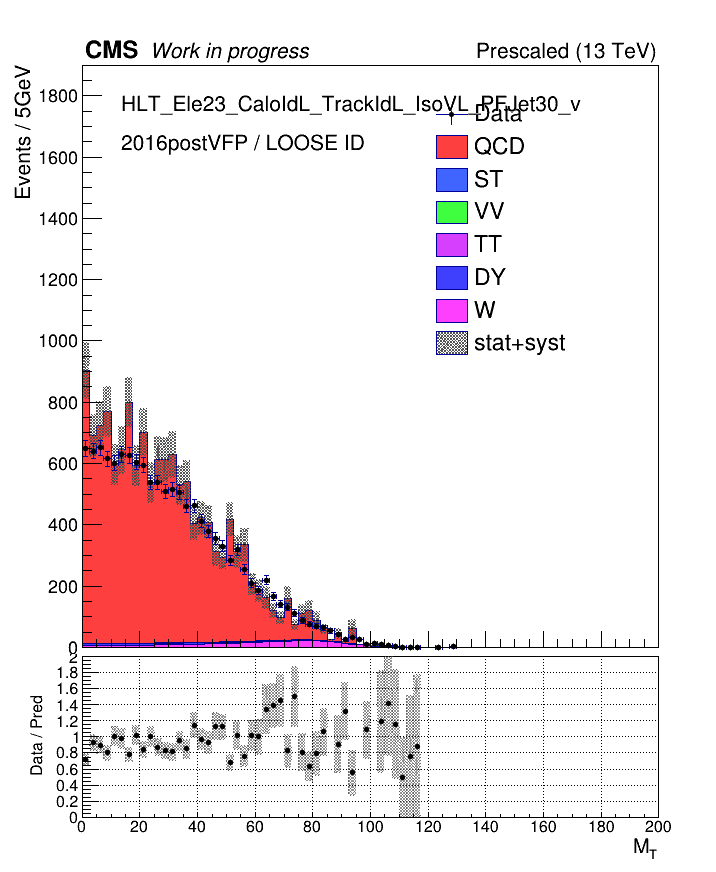 CMS Work in progress Prescaled (13 TeV)
Events / 5GeV
HLT_Ele23_CaloIdL_TrackIdL_IsoVL_PFJet30_v
2016postVFP / LOOSE ID
Data
QCD
ST
VV
TT
DY
W
stat+syst
1800
1600
1400
1200
1000
800
600
400
200
0
Data / Pred
2
1.8
1.6
1.4
1.2
1
0.8
0.6
0.4
0.2
0
0 20 40 60 80 100 120 140 160 180 200
M_T